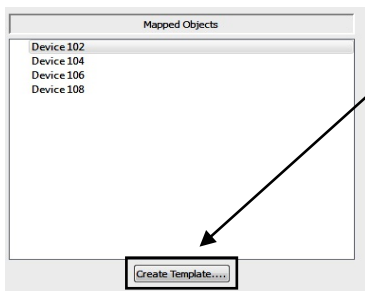 Mapped Objects
Device 102
Device 104
Device 106
Device 108
Create Template....